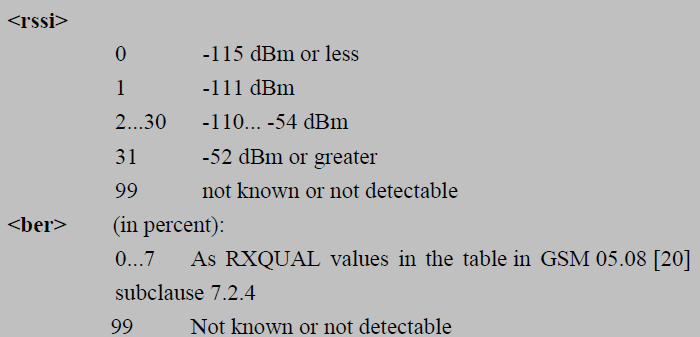 <rssi>
0 -115 dBm or less
1 -111 dBm
2...30 -110... -54 dBm
31 -52 dBm or greater
99 not known or not detectable
<ber> (in percent):
0...7 As RXQUAL values in the table in GSM 05.08 [20]
subclause 7.2.4
99 Not known or not detectable